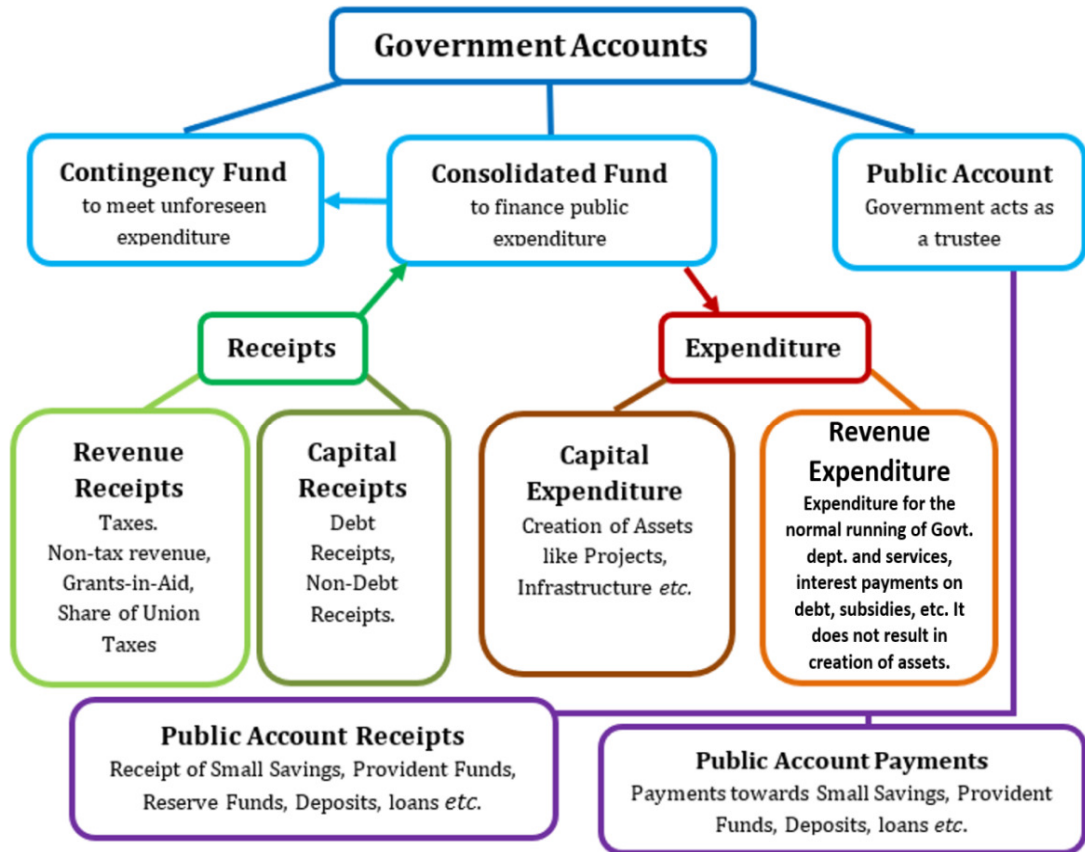 Government Accounts
Contingency Fund
to meet unforeseen
expenditure
Consolidated Fund
to finance public
expenditure
Public Account
Government acts as
a trustee
Receipts
Expenditure
Revenue
Receipts
Taxes.
Non-tax revenue,
Grants-in-Aid,
Share of Union
Taxes
Capital
Receipts
Debt
Receipts,
Non-Debt
Receipts.
Capital
Expenditure
Creation of Assets
like Projects,
Infrastructure etc.
Revenue
Expenditure
Expenditure for the
normal running of Govt.
dept. and services,
interest payments on
debt, subsidies, etc. It
does not result in
creation of assets.
Public Account Receipts
Receipt of Small Savings, Provident Funds,
Reserve Funds, Deposits, loans etc.
Public Account Payments
Payments towards Small Savings, Provident
Funds, Deposits, loans etc.